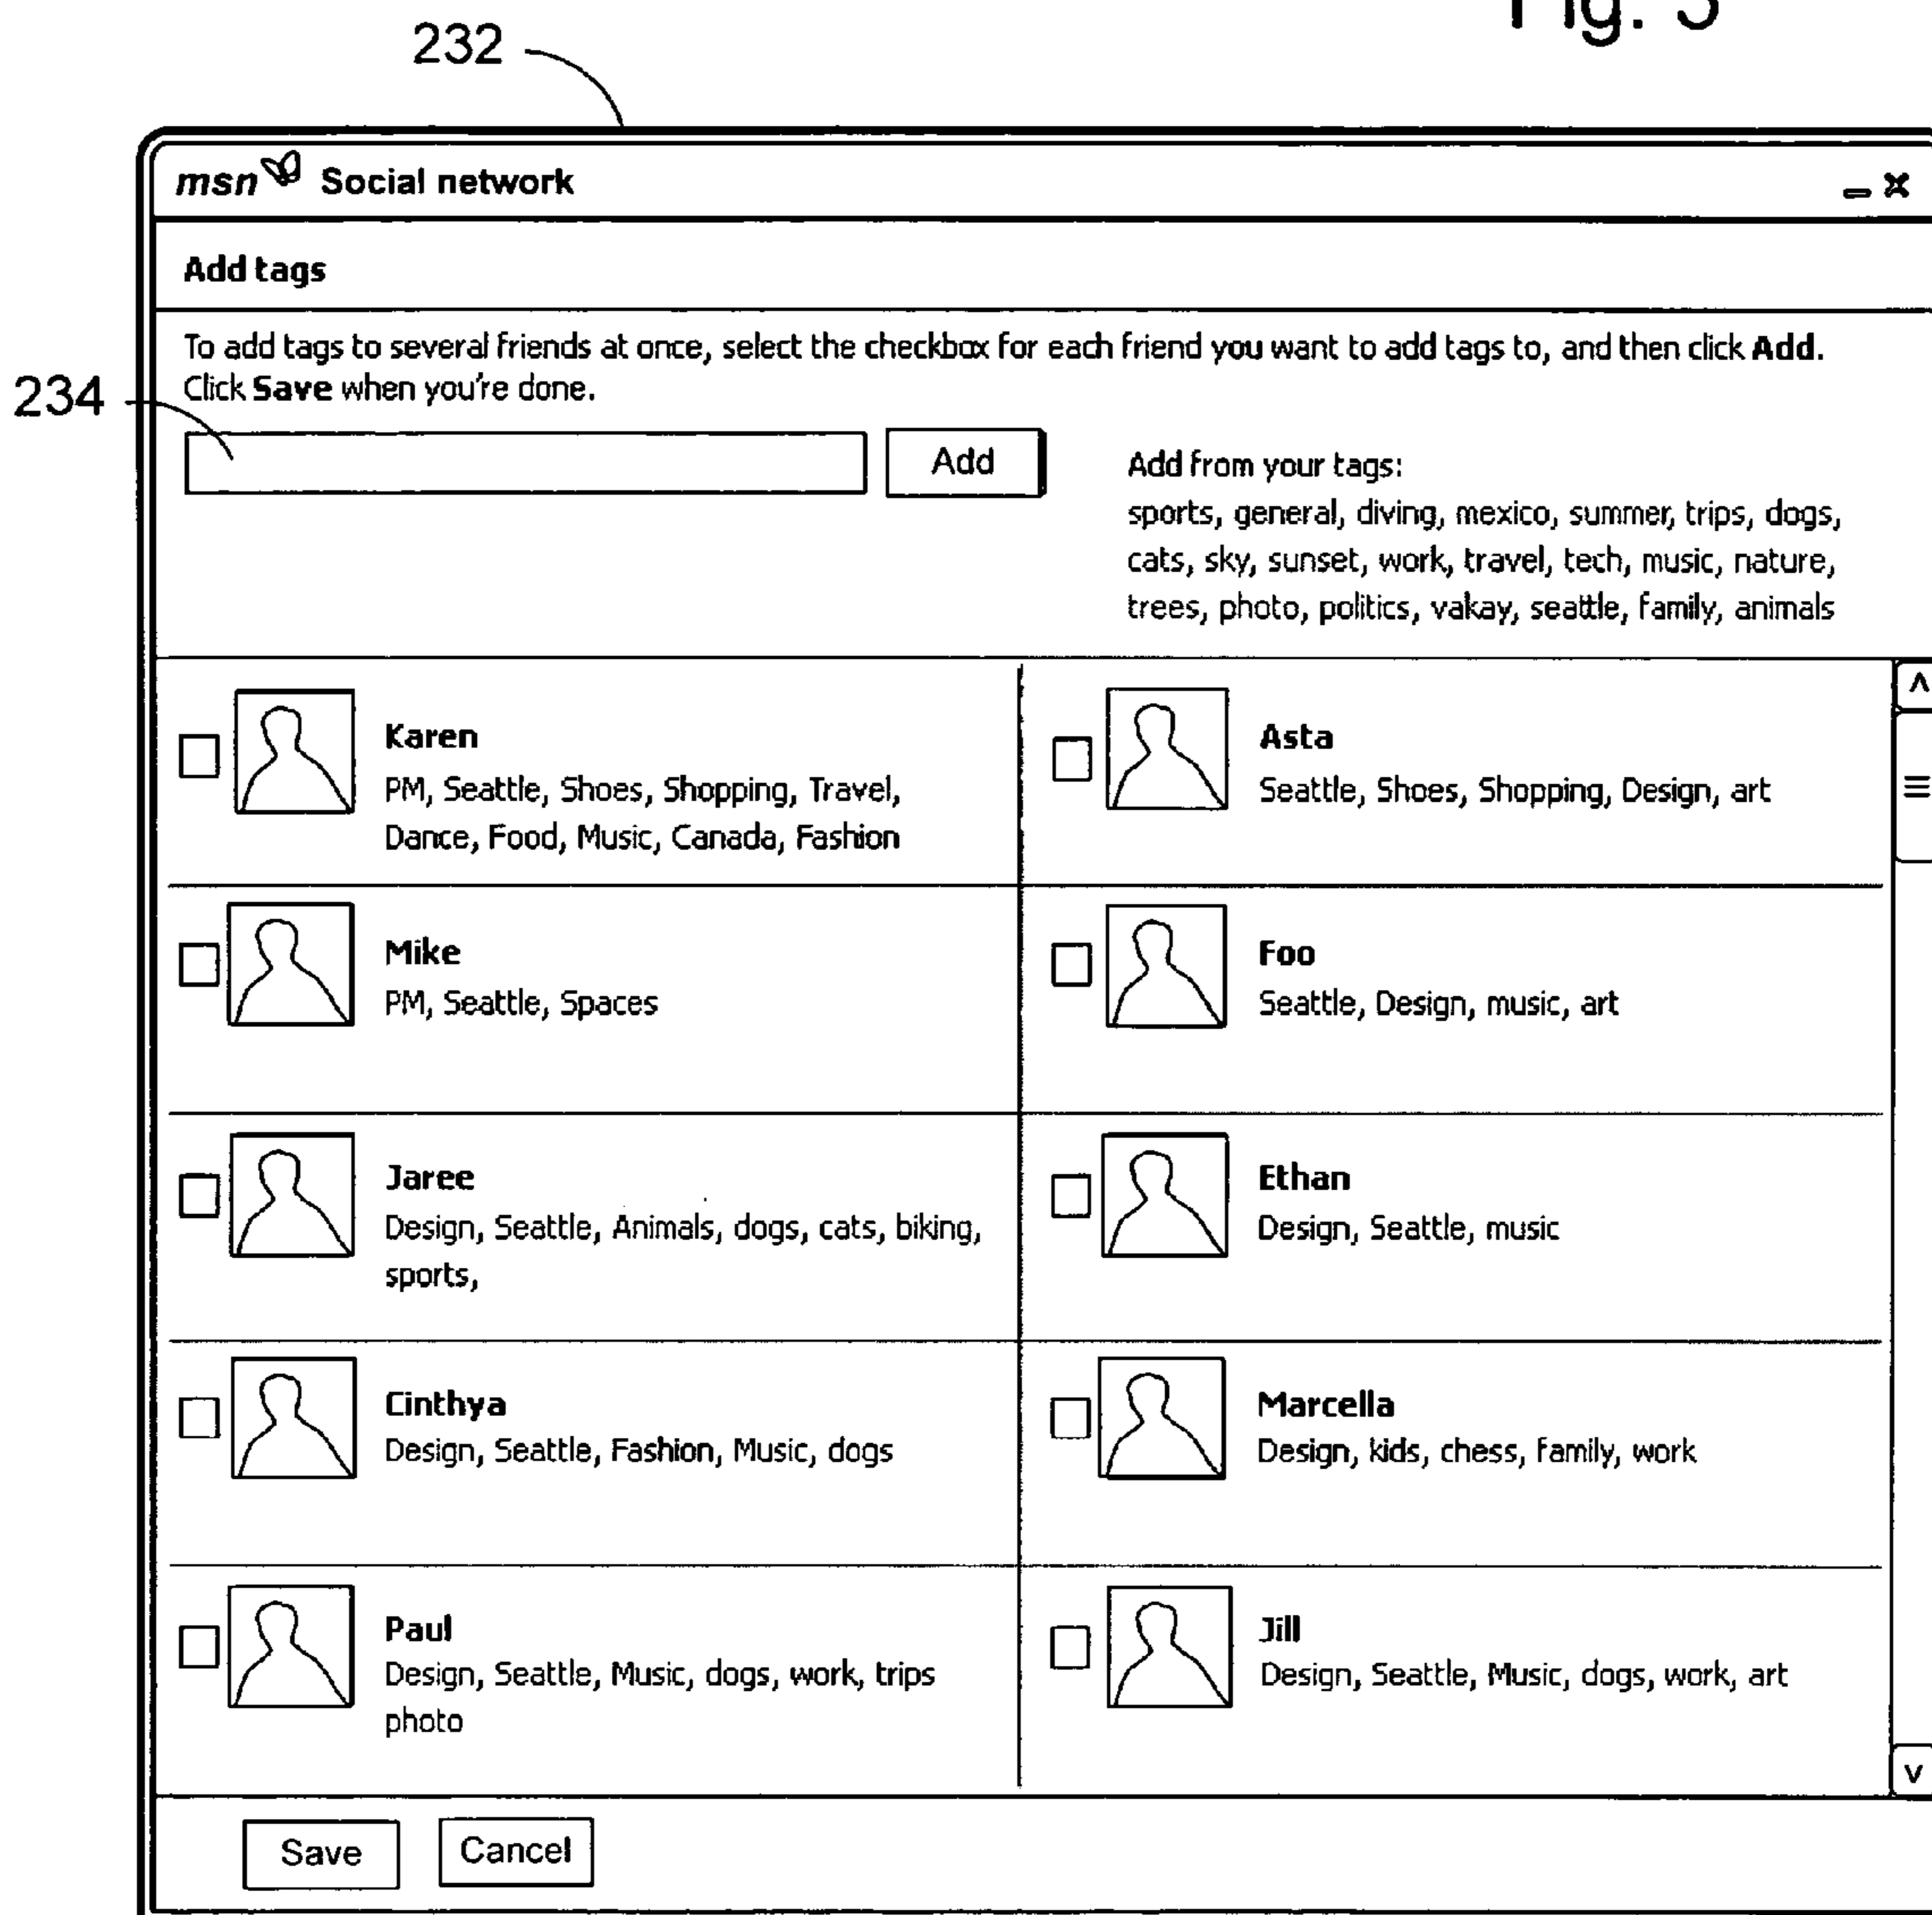 Fig. 5
232
msn Social network
Add tags
To add tags to several friends at once, select the checkbox for each friend you want to add tags to, and then click Add.
Click Save when you're done.
234
Add
Add from your tags:
sports, general, diving, mexico, summer, trips, dogs,
cats, sky, sunset, work, travel, tech, music, nature,
trees, photo, politics, vakay, seattle, family, animals
Karen
PM, Seattle, Shoes, Shopping, Travel,
Dance, Food, Music, Canada, Fashion
Asta
Seattle, Shoes, Shopping, Design, art
Mike
PM, Seattle, Spaces
Foo
Seattle, Design, music, art
Jaree
Design, Seattle, Animals, dogs, cats, biking,
sports,
Ethan
Design, Seattle, music
Cinthya
Design, Seattle, Fashion, Music, dogs
Marcella
Design, kids, chess, family, work
Paul
Design, Seattle, Music, dogs, work, trips
photo
Jill
Design, Seattle, Music, dogs, work, art
Save
Cancel